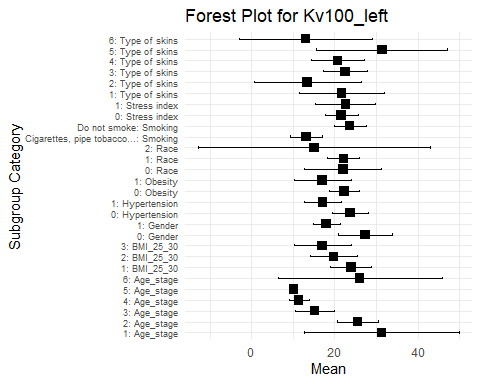 Forest Plot for Kv100_left
Subgroup Category
6: Type of skins
5: Type of skins
4: Type of skins
3: Type of skins
2: Type of skins
1: Type of skins
1: Stress index
0: Stress index
Do not smoke: Smoking
Cigarettes, pipe tobacco...: Smoking
2: Race
1: Race
0: Race
1: Obesity
0: Obesity
1: Hypertension
0: Hypertension
1: Gender
0: Gender
3: BMI_25_30
2: BMI_25_30
1: BMI_25_30
6: Age_stage
5: Age_stage
4: Age_stage
3: Age_stage
2: Age_stage
1: Age_stage
0 20 40
Mean